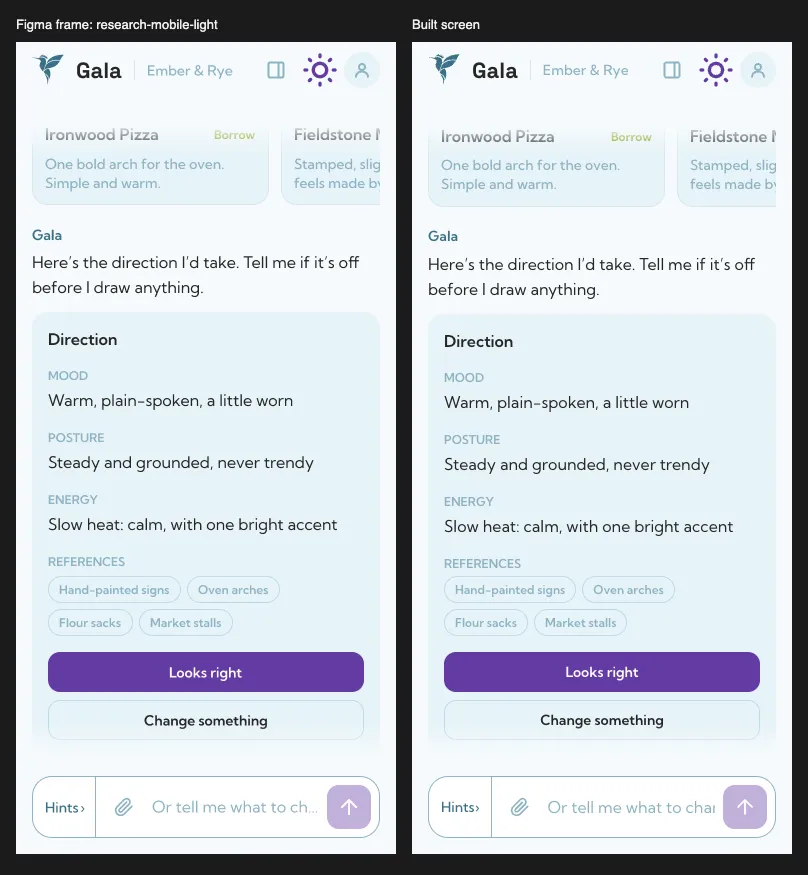 Figma frame: research-mobile-light
Gala
Ember & Rye
Ironwood Pizza
Borrow
One bold arch for the oven.
Simple and warm.
Fieldstone
Stamped,
feels made
Gala
Here’s the direction I’d take. Tell me if it’s off
before I draw anything.
Direction
MOOD
Warm, plain-spoken, a little worn
POSTURE
Steady and grounded, never trendy
ENERGY
Slow heat: calm, with one bright accent
REFERENCES
Hand-painted signs
Oven arches
Flour sacks
Market stalls
Looks right
Change something
Hints ›
Or tell me what to ch...
Built screen
Gala
Ember & Rye
Ironwood Pizza
Borrow
One bold arch for the oven.
Simple and warm.
Fieldstone
Stamped,
feels made
Gala
Here’s the direction I’d take. Tell me if it’s off
before I draw anything.
Direction
MOOD
Warm, plain-spoken, a little worn
POSTURE
Steady and grounded, never trendy
ENERGY
Slow heat: calm, with one bright accent
REFERENCES
Hand-painted signs
Oven arches
Flour sacks
Market stalls
Looks right
Change something
Hints›
Or tell me what to